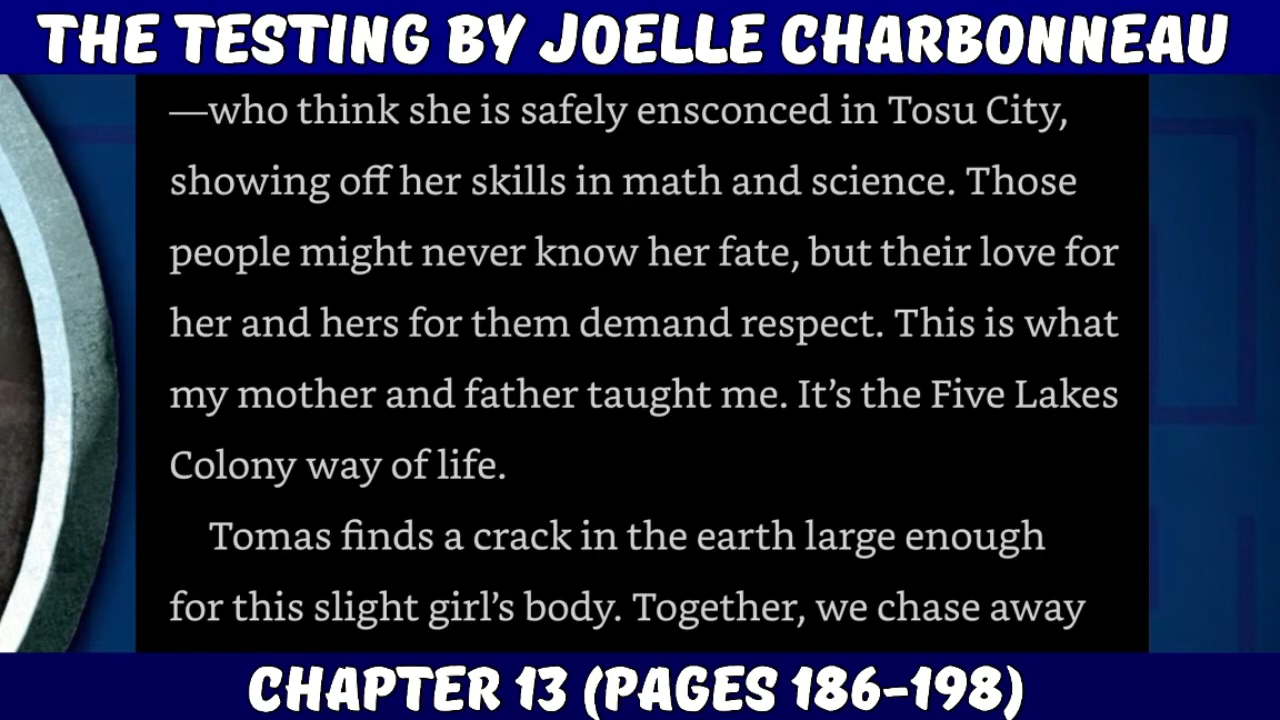 THE TESTING BY JOELLE CHARBONNEAU
—who think she is safely ensconced in Tosu City,
showing off her skills in math and science. Those
people might never know her fate, but their love for
her and hers for them demand respect. This is what
my mother and father taught me. It’s the Five Lakes
Colony way of life.
Tomas finds a crack in the earth large enough
for this slight girl’s body. Together, we chase away
CHAPTER 13 (PAGES 186-198)